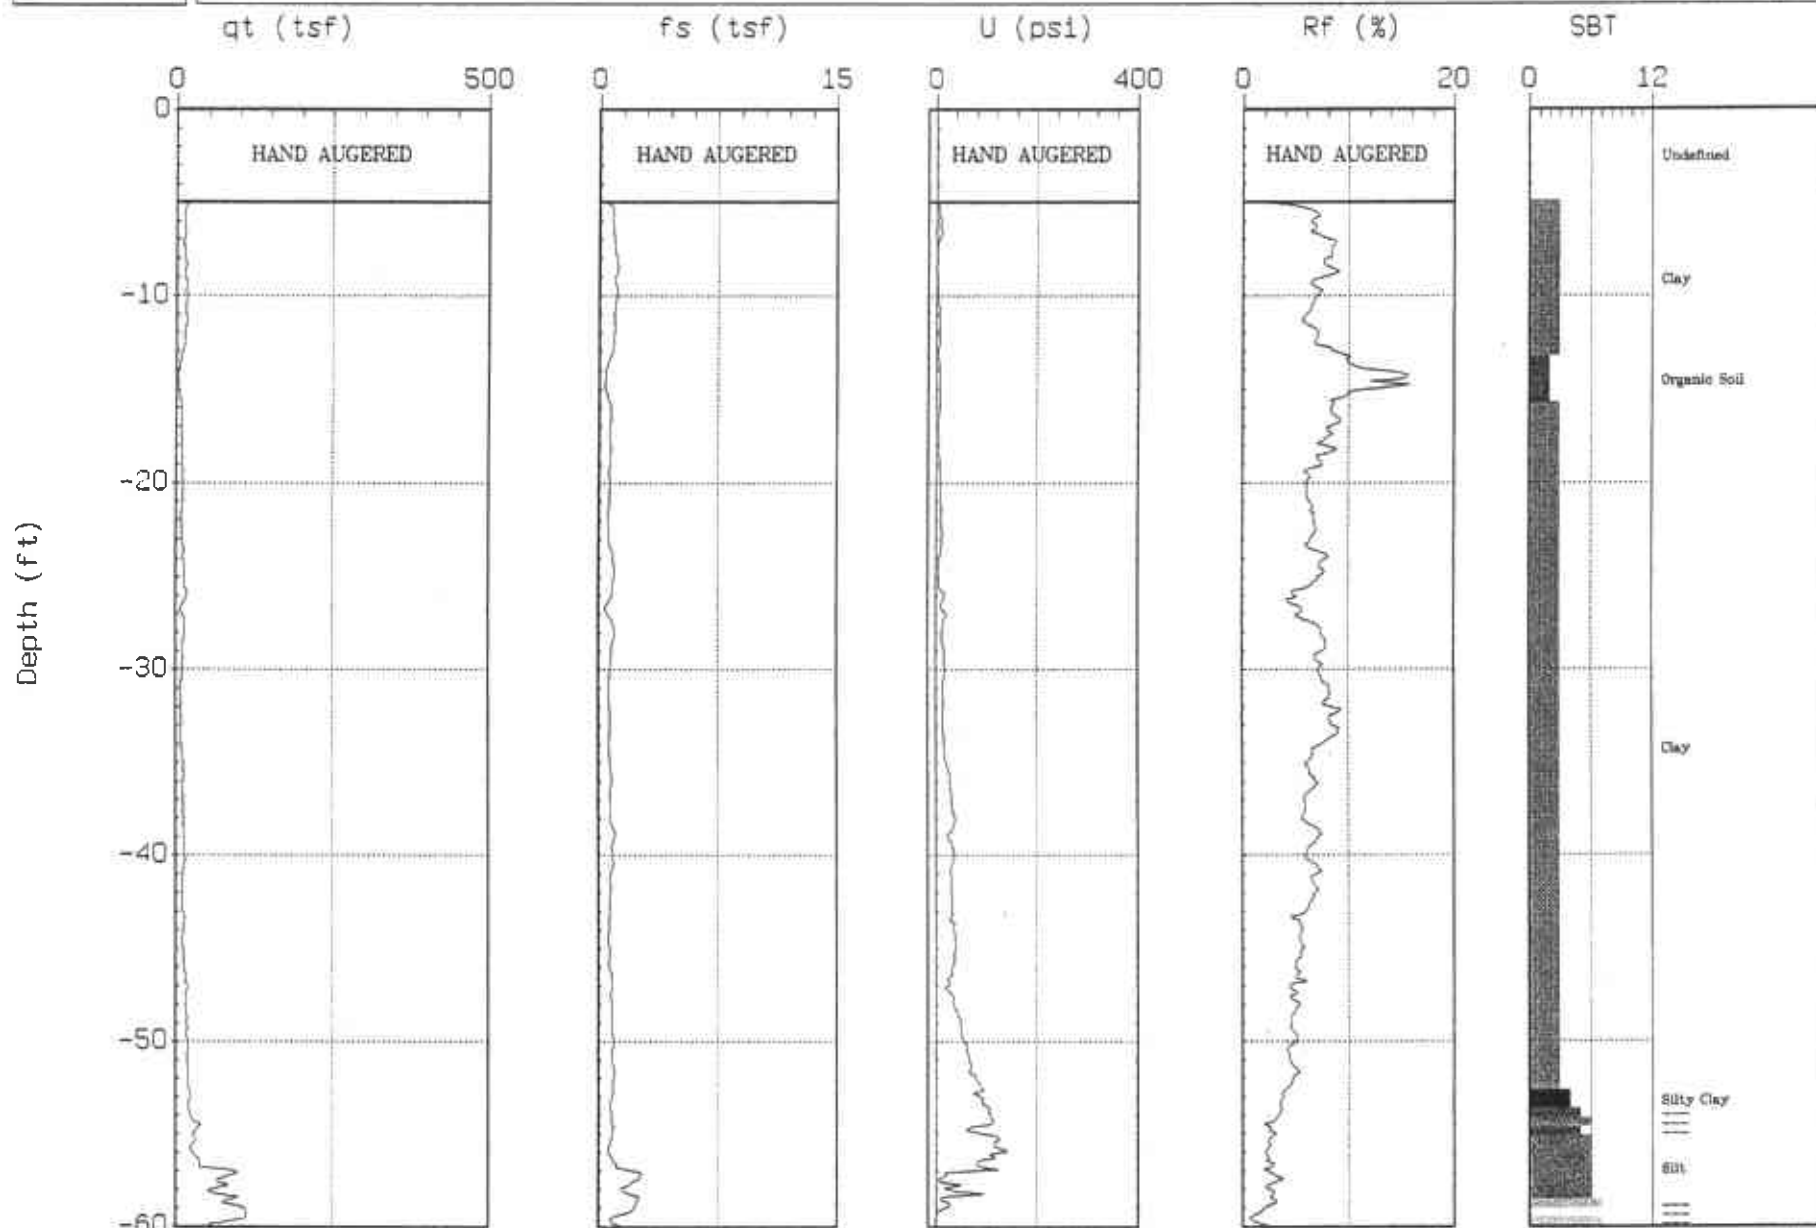 qt (tsf) fs (tsf) U (psi) Rf (%) SBT
0 500 0 15 0 400 0 20 0 12
0
HAND AUGERED HAND AUGERED HAND AUGERED HAND AUGERED Undefined
Clay
-10
Organic Soil
-20
Depth (ft)
-30
Clay
-40
-50
Silty Clay
Silt
-60